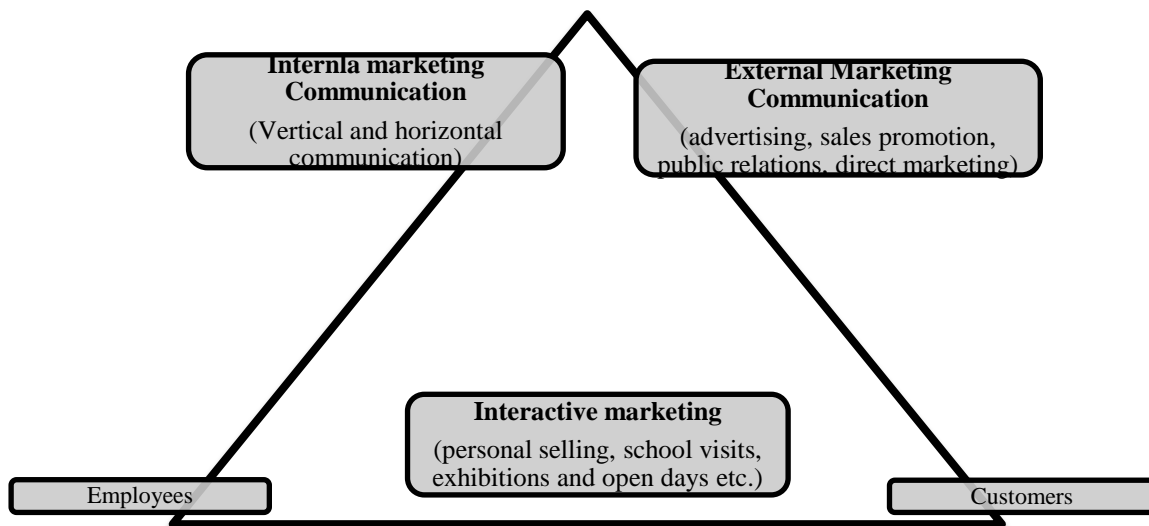 Internla marketing
Communication
(Vertical and horizontal
communication)
External Marketing
Communication
(advertising, sales promotion,
public relations, direct marketing)
Interactive marketing
(personal selling, school visits,
exhibitions and open days etc.)
Employees
Customers